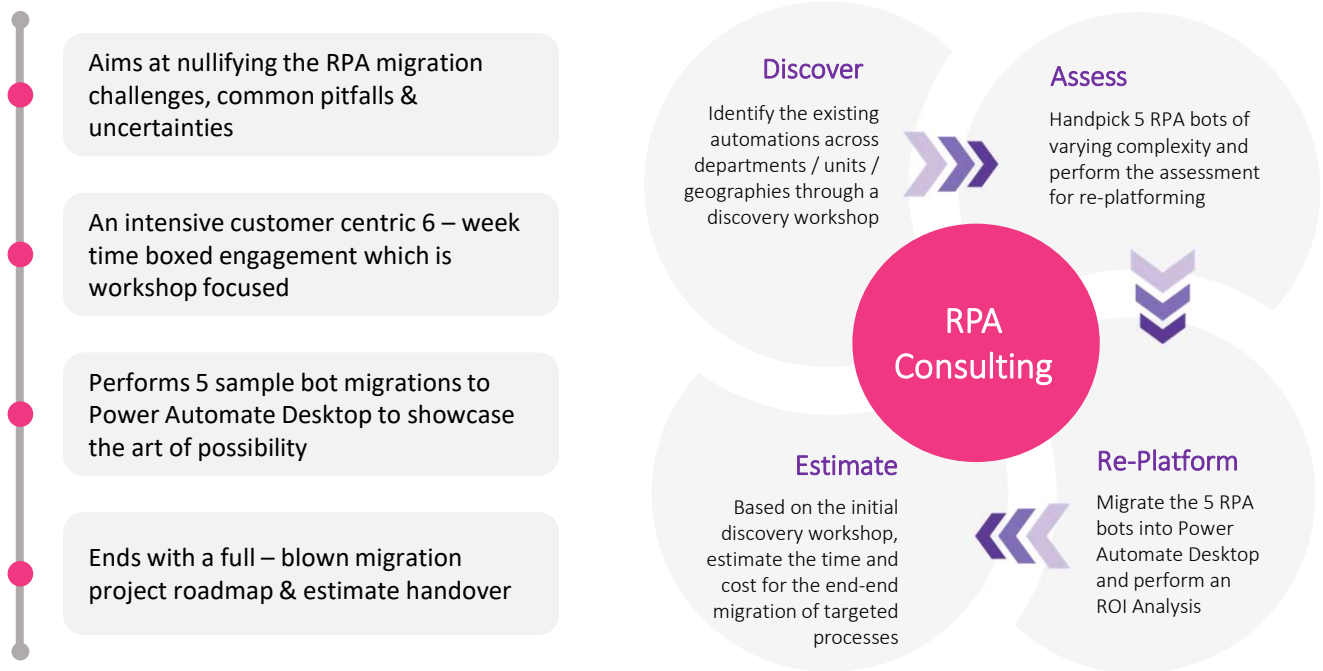 Aims at nullifying the RPA migration
challenges, common pitfalls &
uncertainties
An intensive customer centric 6 – week
time boxed engagement which is
workshop focused
Performs 5 sample bot migrations to
Power Automate Desktop to showcase
the art of possibility
Ends with a full – blown migration
project roadmap & estimate handover
Discover
Identify the existing
automations across
departments / units /
geographies through a
discovery workshop
Assess
Handpick 5 RPA bots of
varying complexity and
perform the assessment
for re-platforming
RPA
Consulting
Estimate
Based on the initial
discovery workshop,
estimate the time and
cost for the end-end
migration of targeted
processes
Re-Platform
Migrate the 5 RPA
bots into Power
Automate Desktop
and perform an
ROI Analysis